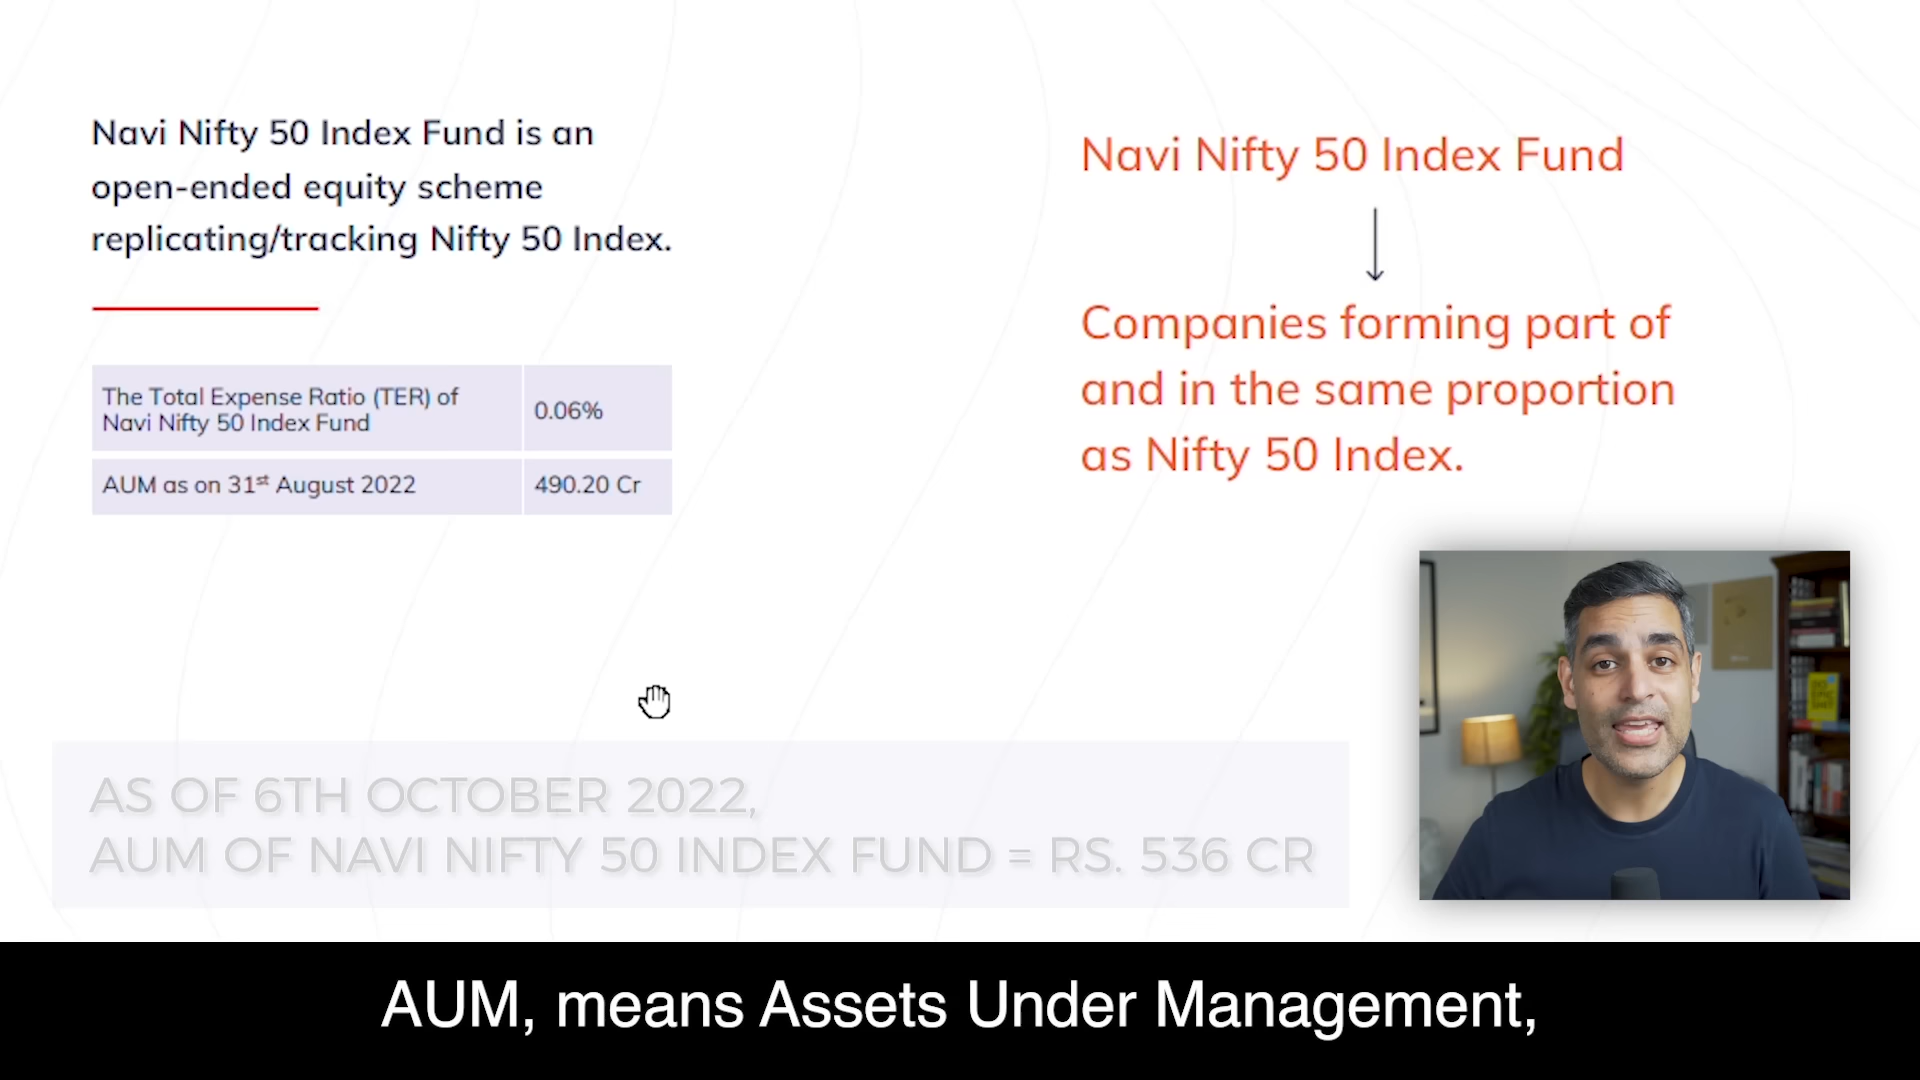 Navi Nifty 50 Index Fund is an
open-ended equity scheme
replicating/tracking Nifty 50 Index.
The Total Expense Ratio (TER) of
Navi Nifty 50 Index Fund
0.06%
AUM as on 31st August 2022
490.20 Cr
Navi Nifty 50 Index Fund
Companies forming part of
and in the same proportion
as Nifty 50 Index.
AS OF 6TH OCTOBER 2022,
AUM OF NAVI NIFTY 50 INDEX FUND = RS. 536 CR
AUM, means Assets Under Management,